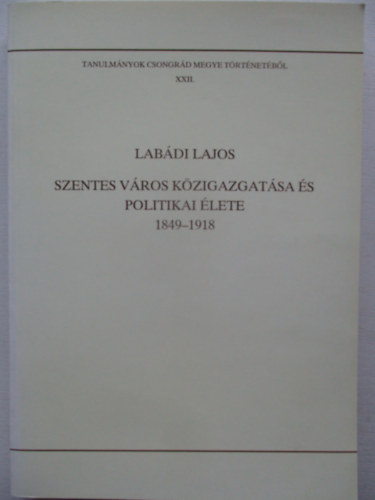 TANULMÁNYOK CSONGRÁD MEGYE TÖRTÉNETÉBŐL
XXII.
LABÁDI LAJOS
SZENTES VÁROS KÖZIGAZGATÁSA ÉS
POLITIKAI ÉLETE
1849–1918